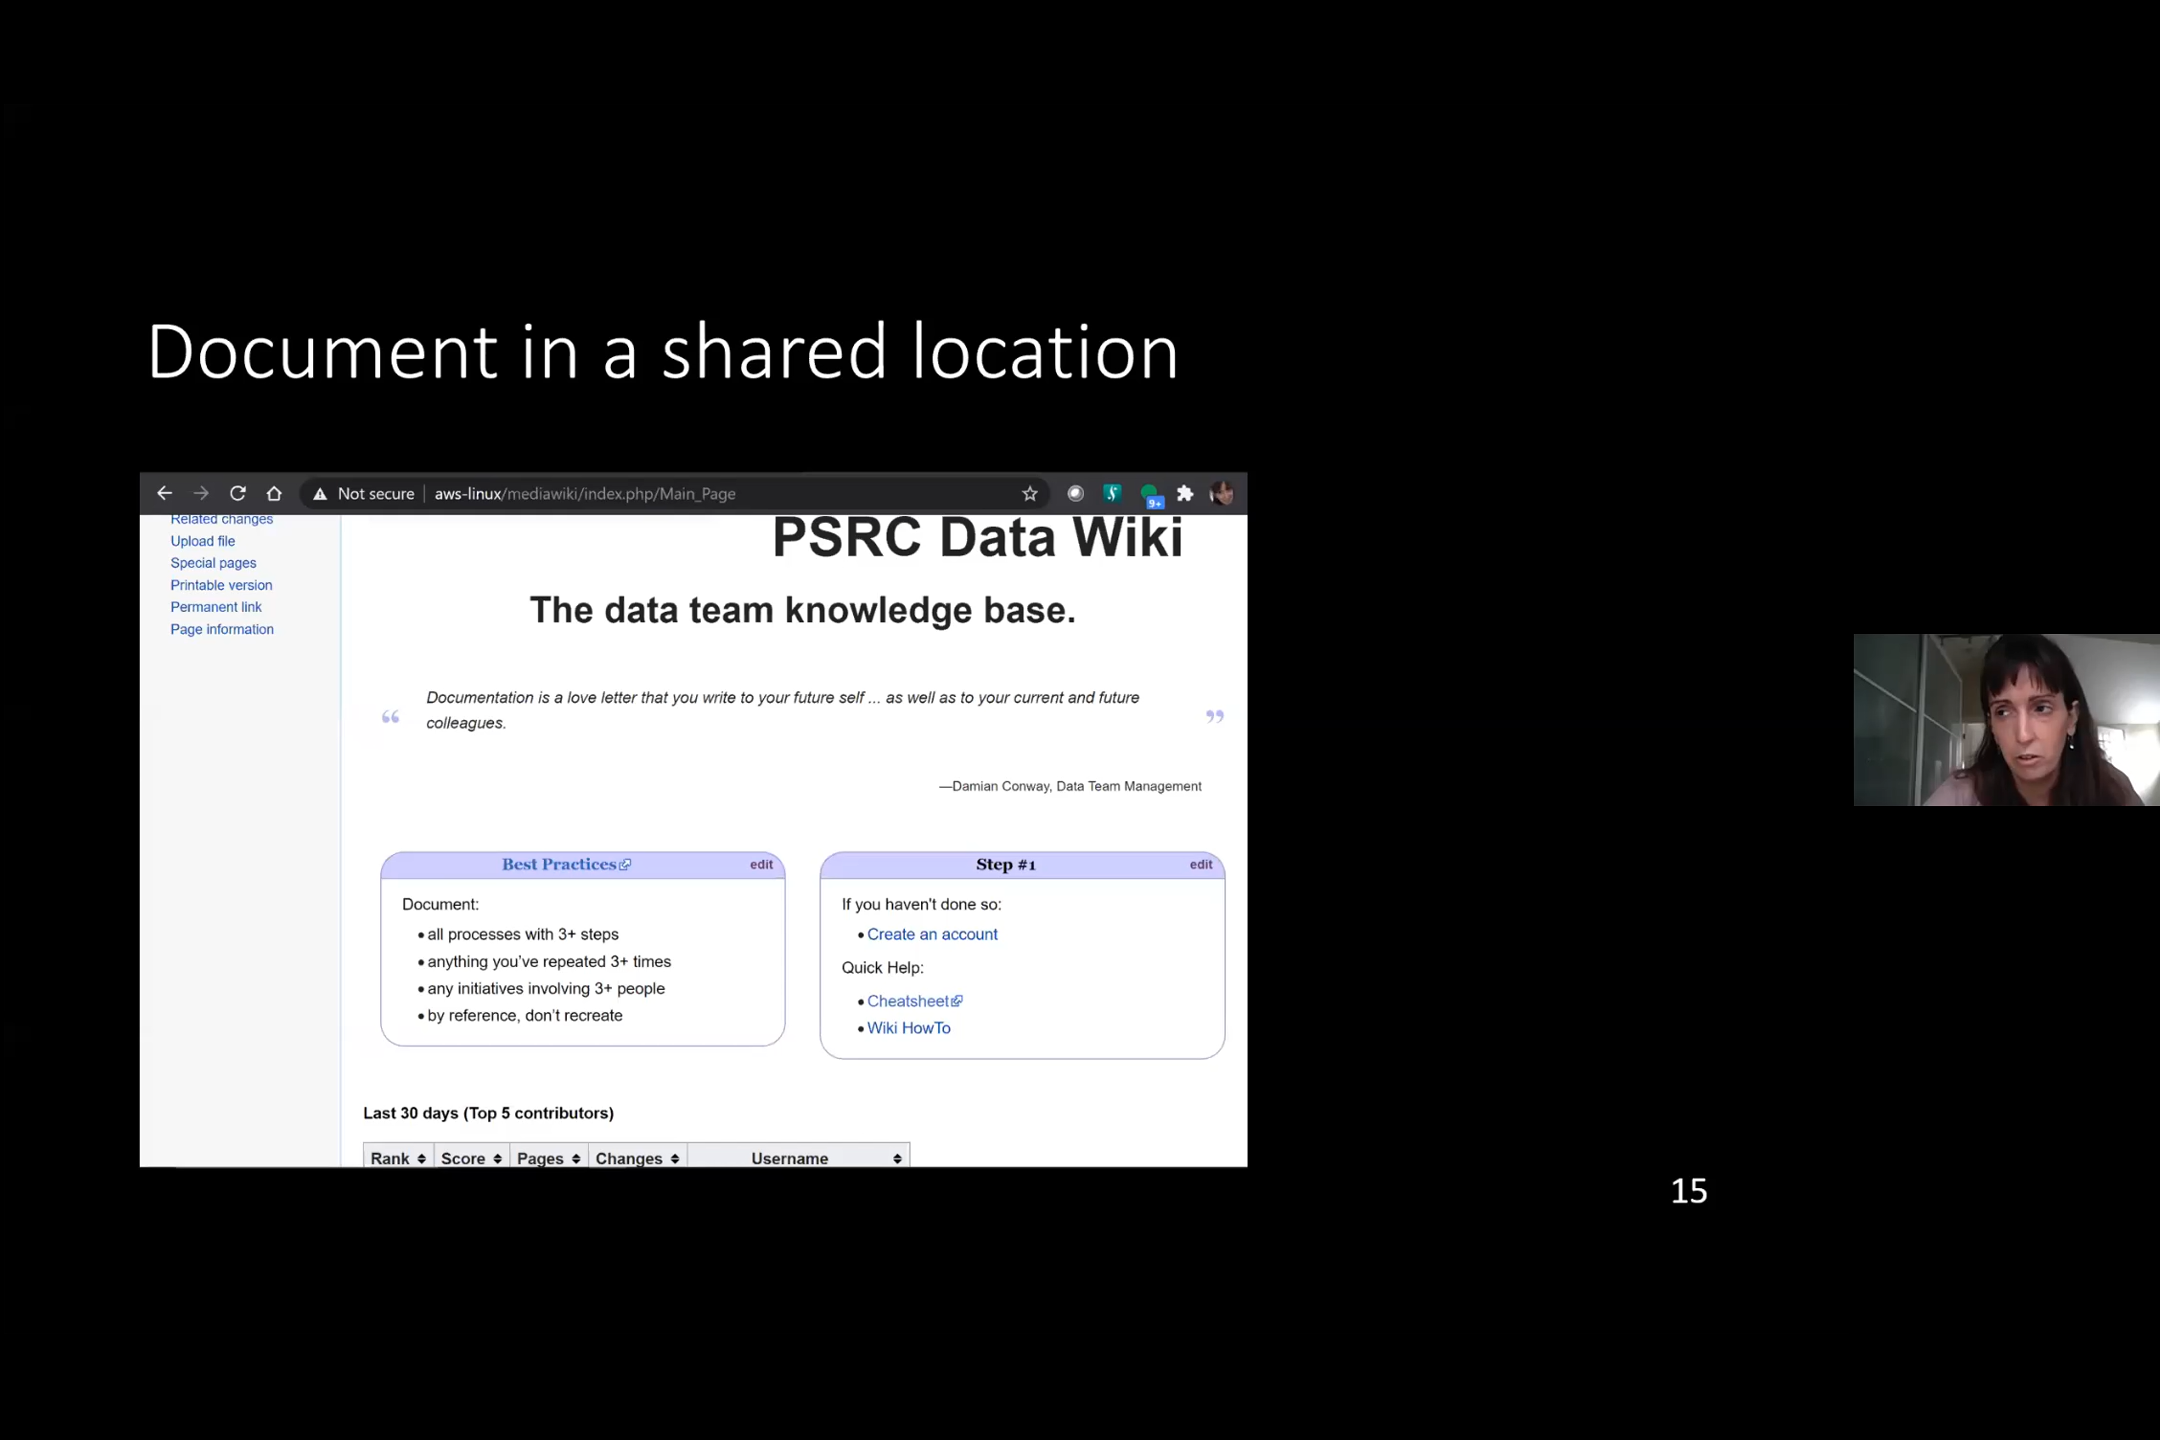 Document in a shared location
Not secure | aws-linux/mediawiki/index.php/Main_Page
9+
Related changes
Upload file
Special pages
Printable version
Permanent link
Page information
PSRC Data Wiki
The data team knowledge base.
“ Documentation is a love letter that you write to your future self ... as well as to your current and future
colleagues. ”
—Damian Conway, Data Team Management
Best Practices edit
Document:
• all processes with 3+ steps
• anything you’ve repeated 3+ times
• any initiatives involving 3+ people
• by reference, don’t recreate
Step #1 edit
If you haven't done so:
• Create an account
Quick Help:
• Cheatsheet
• Wiki HowTo
Last 30 days (Top 5 contributors)
Rank Score Pages Changes Username
15